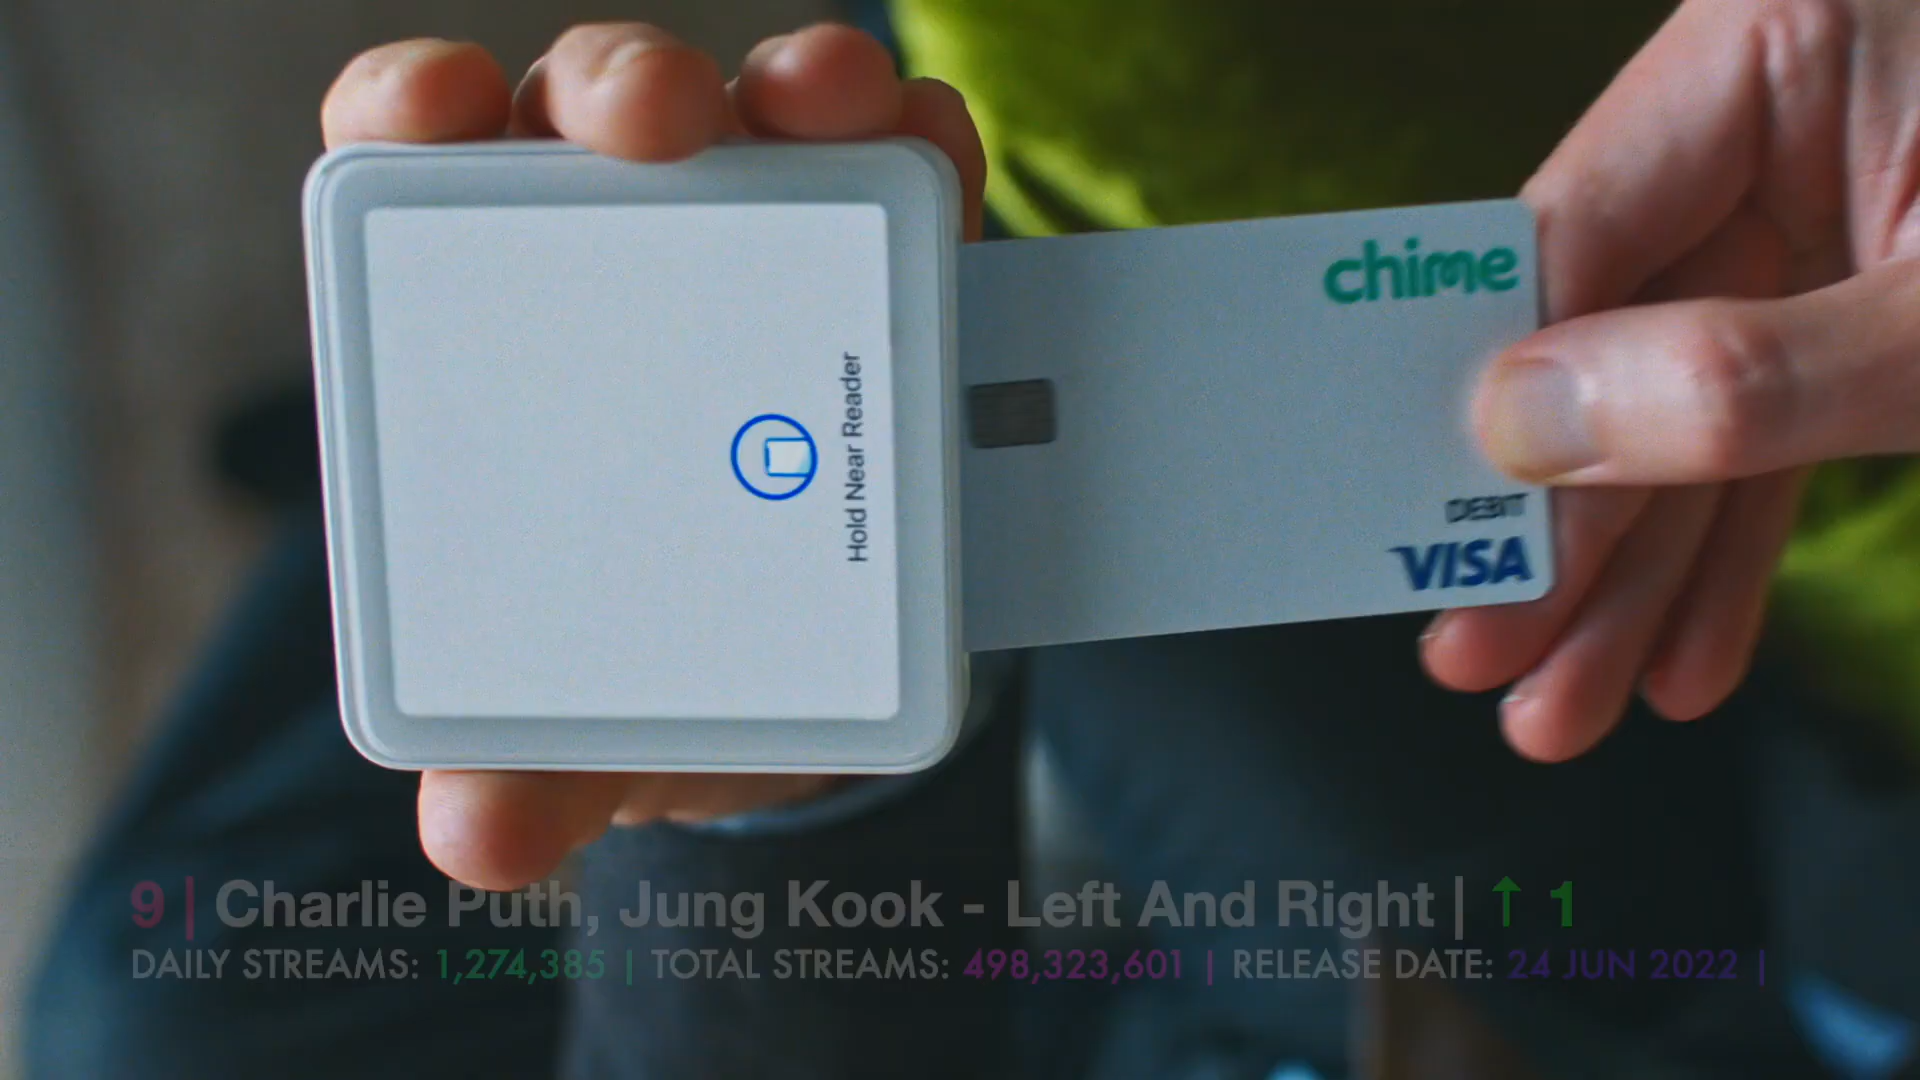 chime
Hold Near Reader
DEBIT
VISA
9 | Charlie Puth, Jung Kook - Left And Right | ↑ 1
DAILY STREAMS: 1,274,385 | TOTAL STREAMS: 498,323,601 | RELEASE DATE: 24 JUN 2022 |